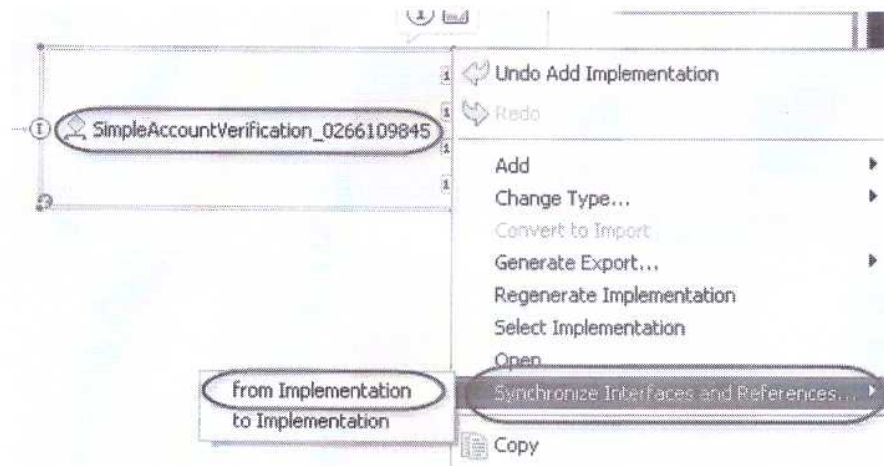 Undo Add Implementation
Redo
SimpleAccountVerification_0266109845
Add
Change Type...
Convert to Import
Generate Export...
Regenerate Implementation
Select Implementation
Open
from Implementation
Synchronize Interfaces and References...
to Implementation
Copy